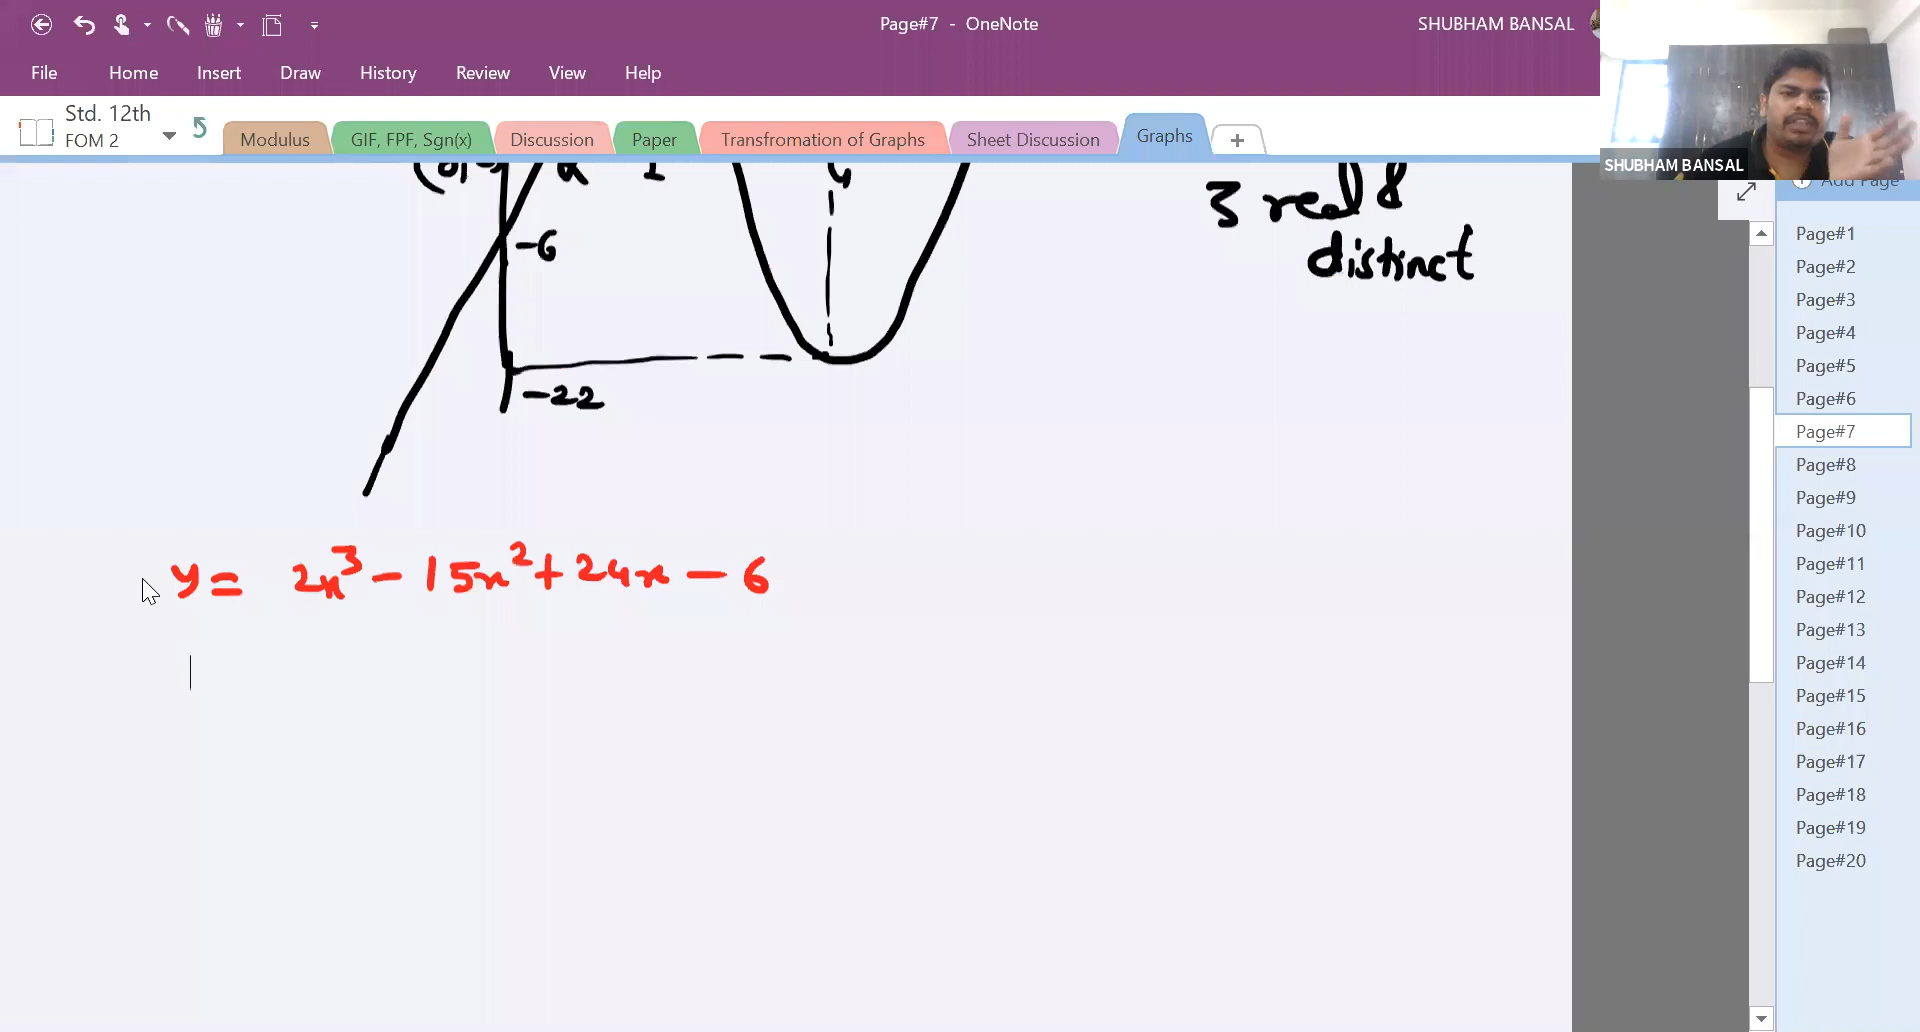 Page#7 - OneNote
SHUBHAM BANSAL
File Home Insert Draw History Review View Help
Std. 12th
FOM 2
Modulus GIF, FPF, Sgn(x) Discussion Paper Transfromation of Graphs Sheet Discussion Graphs +
SHUBHAM BANSAL
Add Page
α 1 4
3 real &
distinct
-6
-22
y = 2x³ - 15x² + 24x - 6
Page#1
Page#2
Page#3
Page#4
Page#5
Page#6
Page#7
Page#8
Page#9
Page#10
Page#11
Page#12
Page#13
Page#14
Page#15
Page#16
Page#17
Page#18
Page#19
Page#20